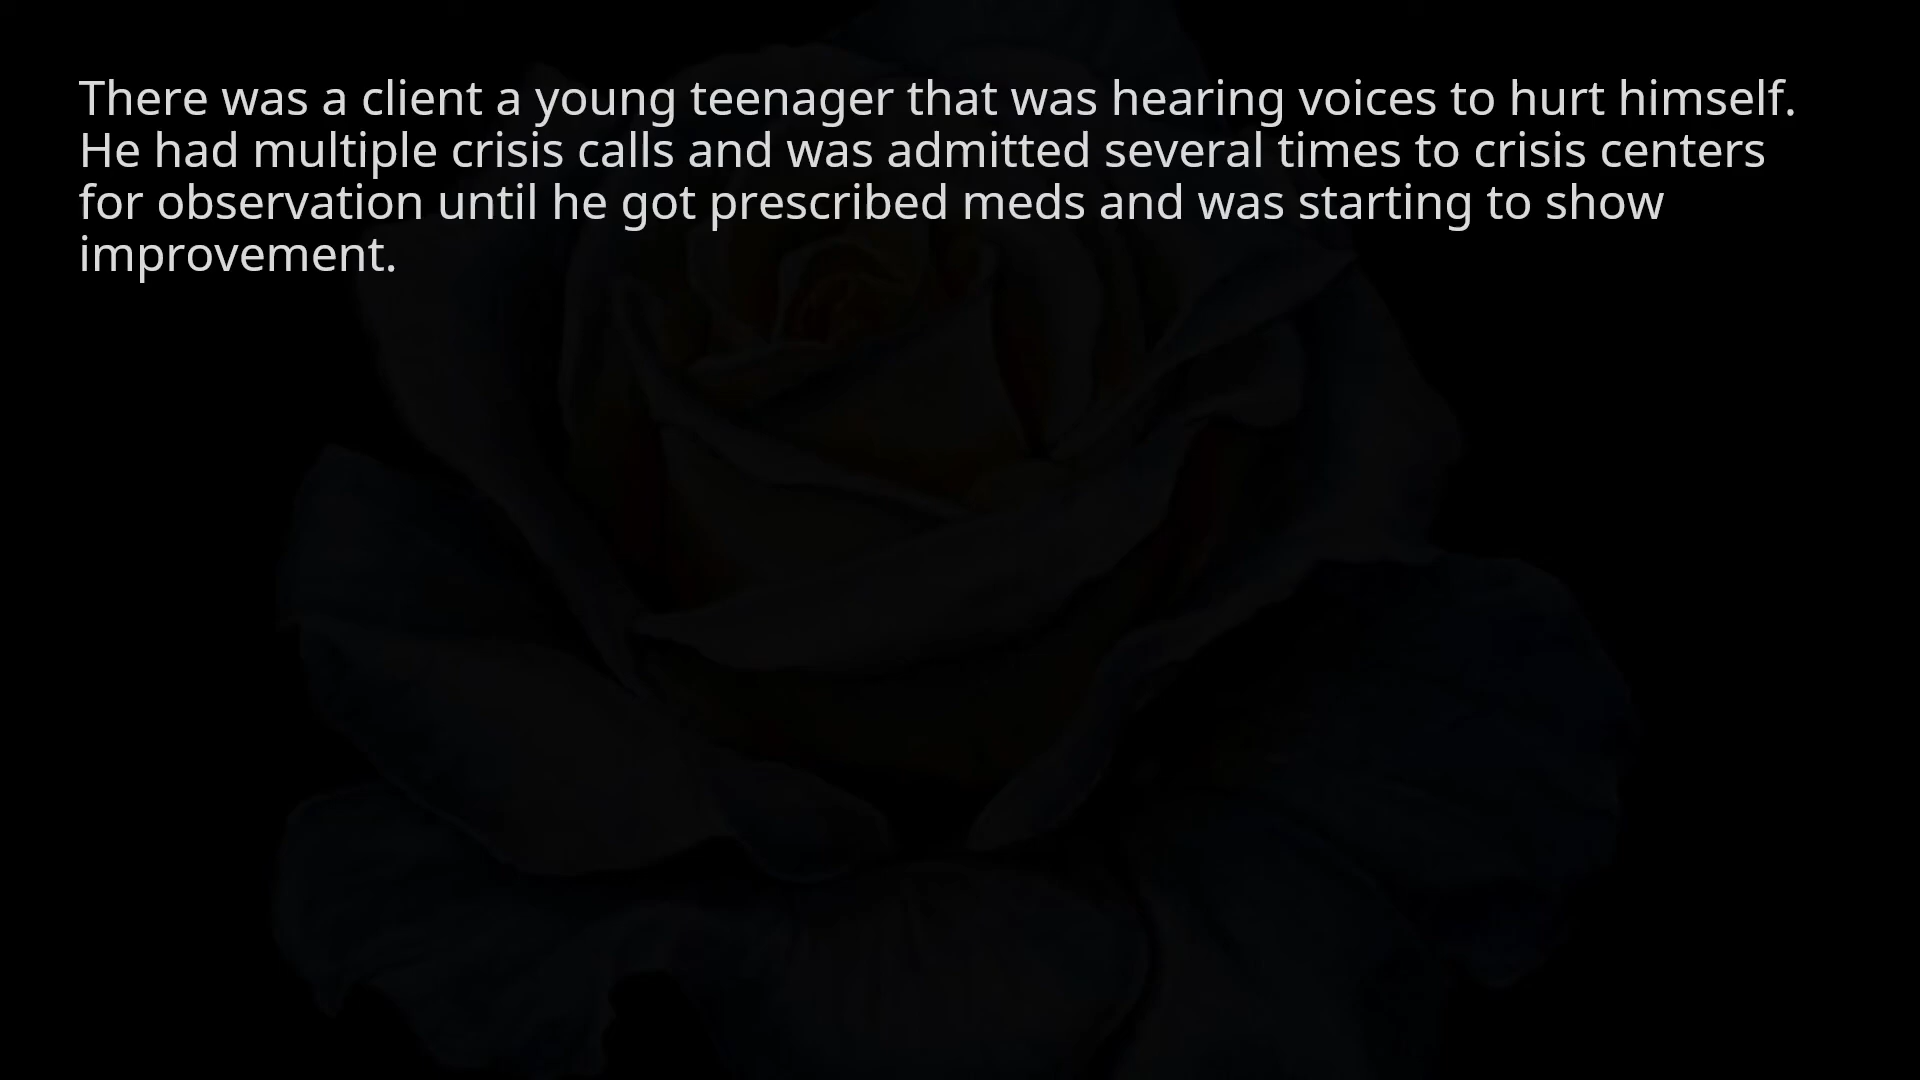 There was a client a young teenager that was hearing voices to hurt himself.
He had multiple crisis calls and was admitted several times to crisis centers
for observation until he got prescribed meds and was starting to show
improvement.